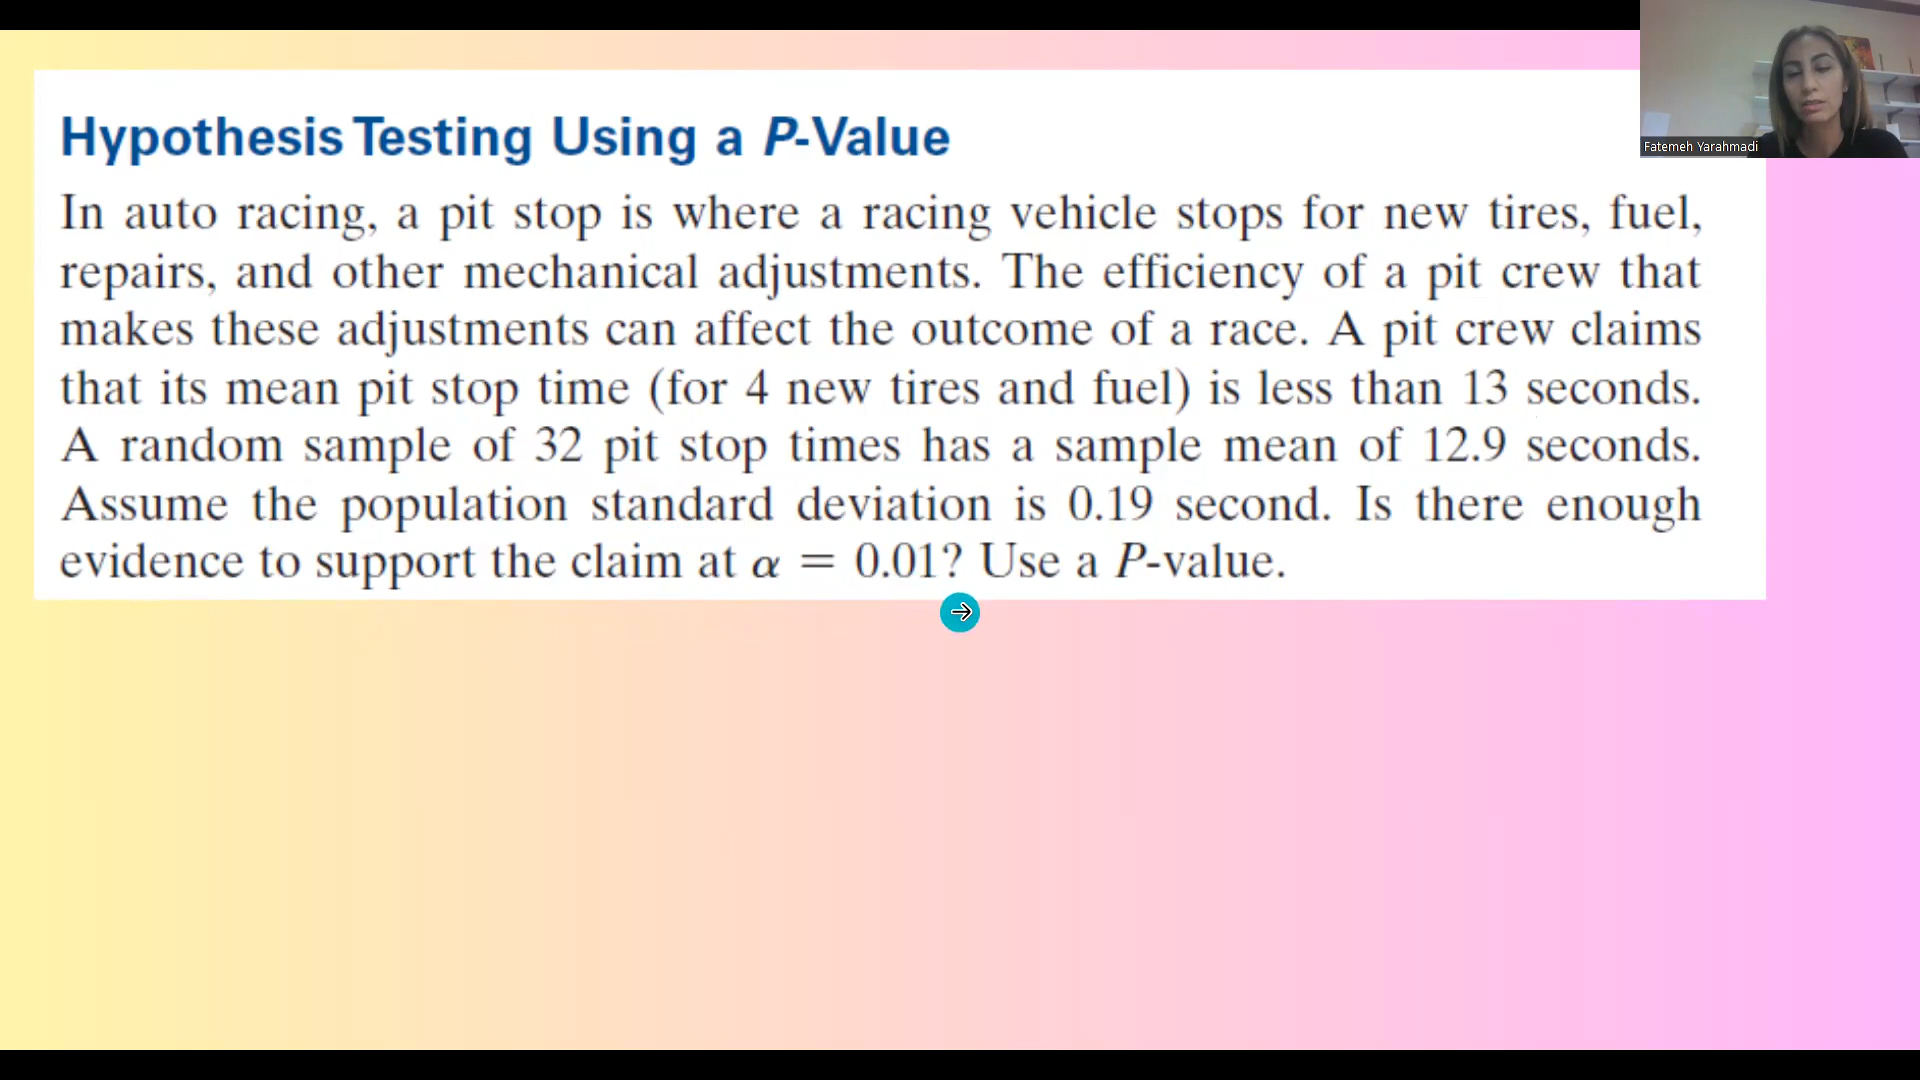 Hypothesis Testing Using a P-Value
In auto racing, a pit stop is where a racing vehicle stops for new tires, fuel,
repairs, and other mechanical adjustments. The efficiency of a pit crew that
makes these adjustments can affect the outcome of a race. A pit crew claims
that its mean pit stop time (for 4 new tires and fuel) is less than 13 seconds.
A random sample of 32 pit stop times has a sample mean of 12.9 seconds.
Assume the population standard deviation is 0.19 second. Is there enough
evidence to support the claim at α = 0.01? Use a P-value.
Fatemeh Yarahmadi